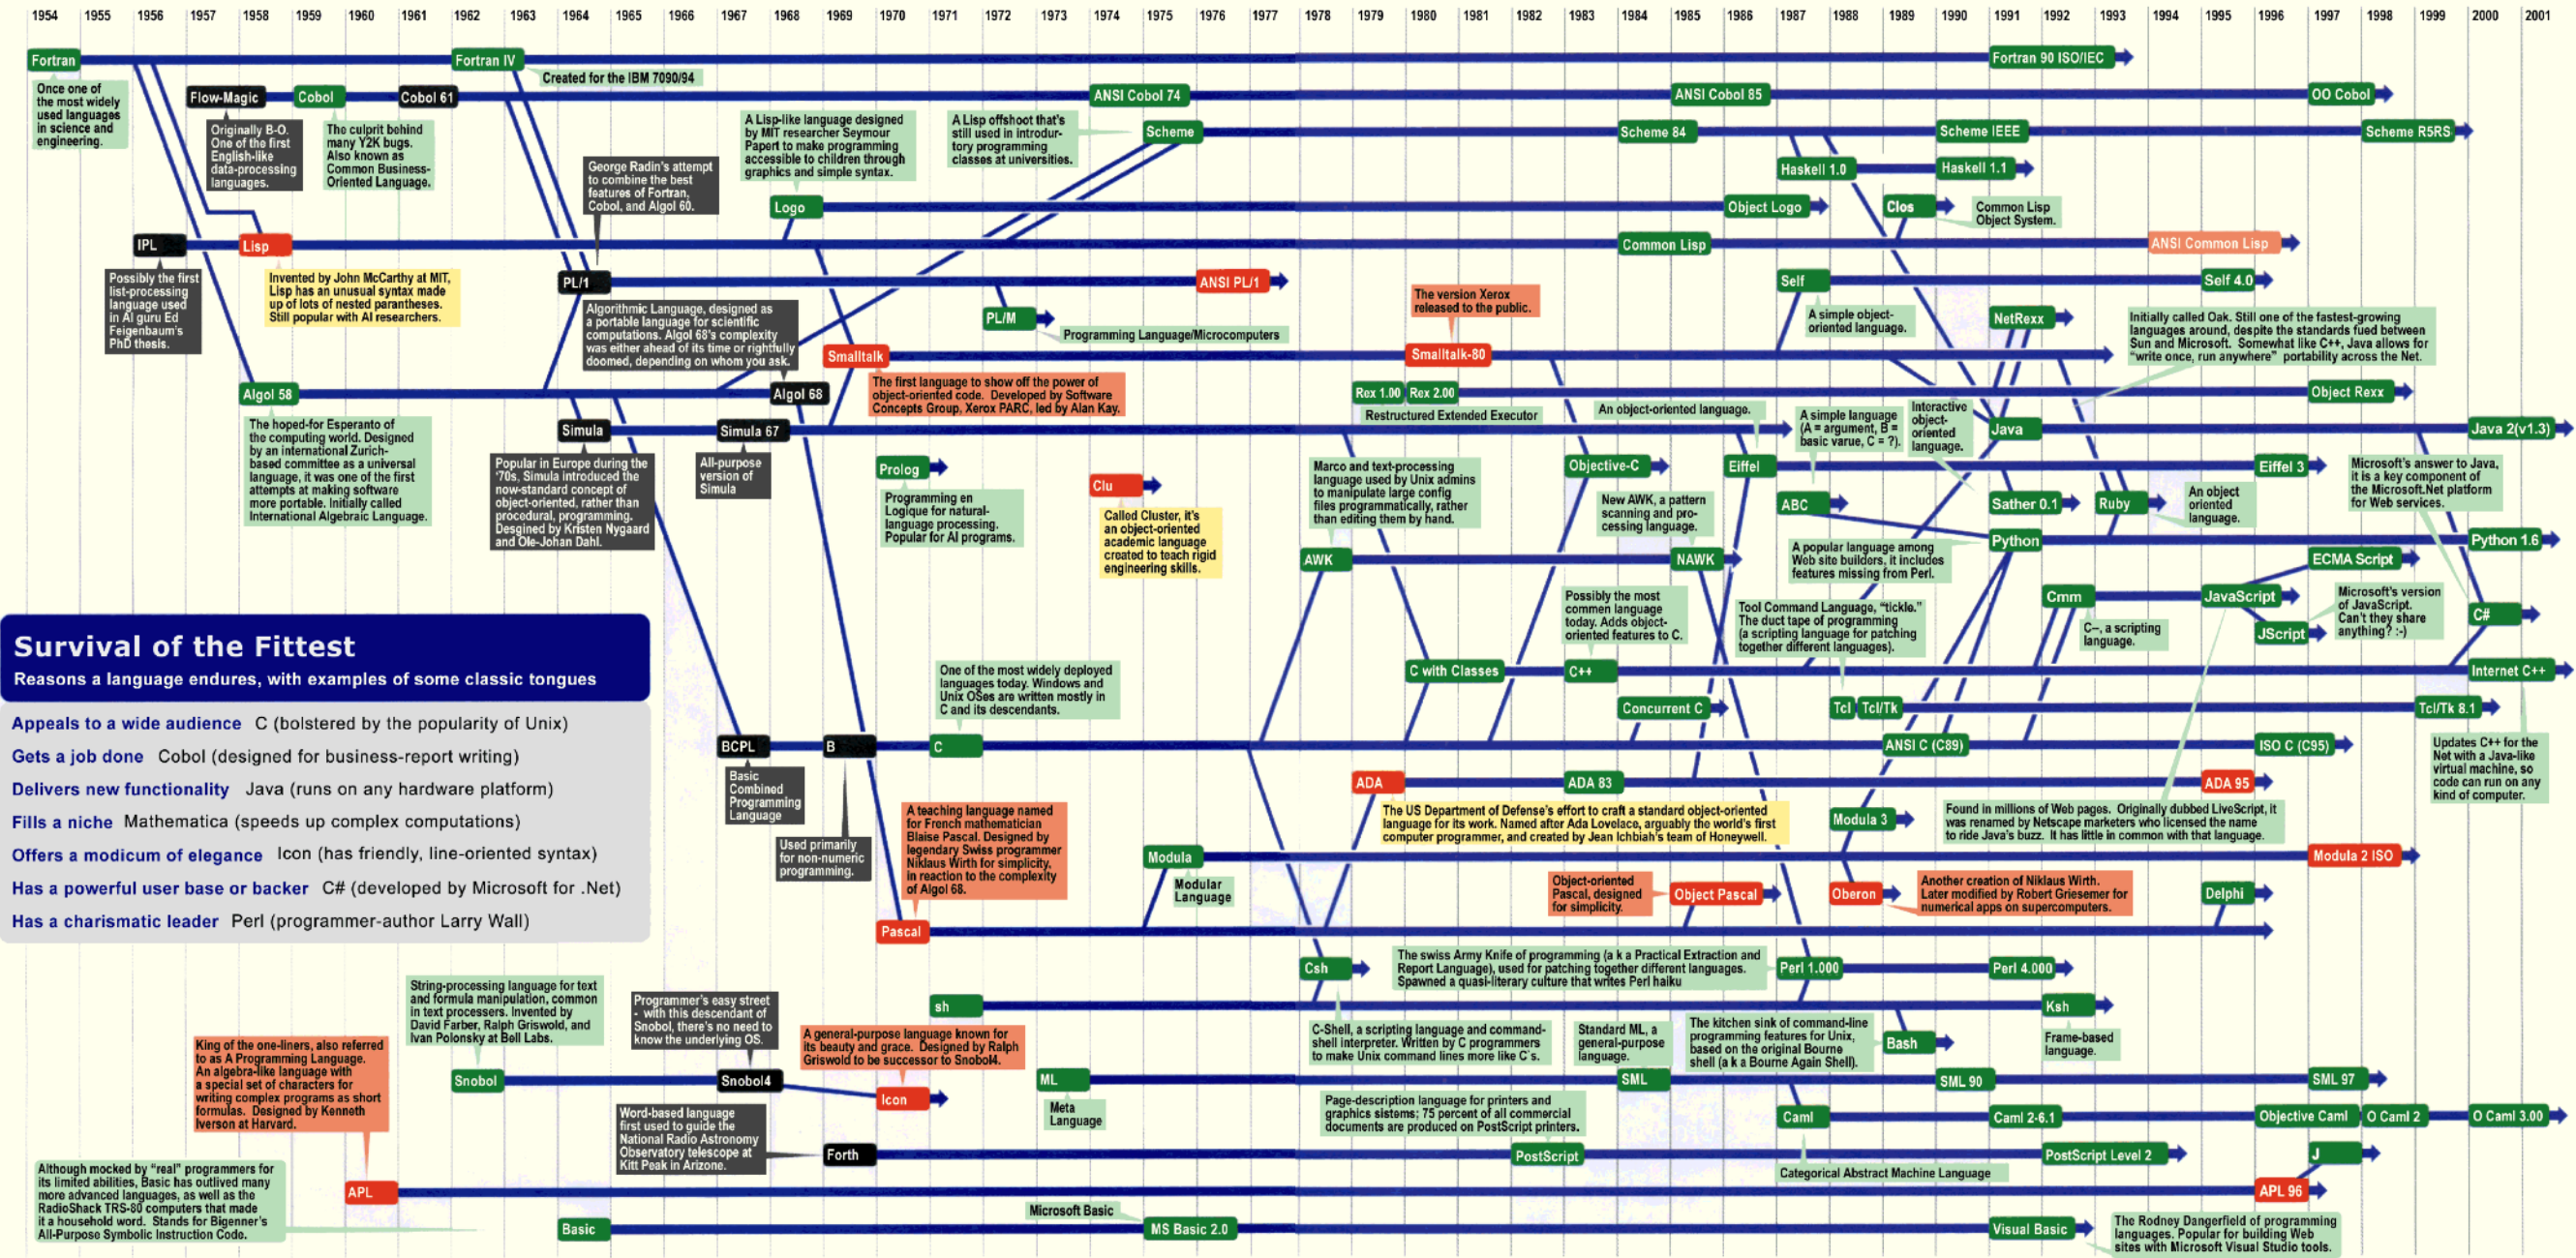 1954 1955 1956 1957 1958 1959 1960 1961 1962 1963 1964 1965 1966 1967 1968 1969 1970 1971 1972 1973 1974 1975 1976 1977 1978 1979 1980 1981 1982 1983 1984 1985 1986 1987 1988 1989 1990 1991 1992 1993 1994 1995 1996 1997 1998 1999 2000 2001
Fortran
Fortran IV
Fortran 90 ISO/IEC
Created for the IBM 7090/94
Once one of
the most widely
used languages
in science and
engineering.
Flow-Magic
Cobol
Cobol 61
ANSI Cobol 74
ANSI Cobol 85
OO Cobol
Originally B-O.
One of the first
English-like
data-processing
languages.
The culprit behind
many Y2K bugs.
Also known as
Common Business-
Oriented Language.
A Lisp-like language designed
by MIT researcher Seymour
Papert to make programming
accessible to children through
graphics and simple syntax.
A Lisp offshoot that's
still used in introdur-
tory programming
classes at universities.
Scheme
Scheme 84
Scheme IEEE
Scheme R5RS
George Radin's attempt
to combine the best
features of Fortran,
Cobol, and Algol 60.
Haskell 1.0
Haskell 1.1
Logo
Object Logo
Clos
Common Lisp
Object System.
IPL
Lisp
Common Lisp
ANSI Common Lisp
Possibly the first
list-processing
language used
in AI guru Ed
Feigenbaum's
PhD thesis.
Invented by John McCarthy at MIT,
Lisp has an unusual syntax made
up of lots of nested parantheses.
Still popular with AI researchers.
PL/1
ANSI PL/1
Self
Self 4.0
Algorithmic Language, designed as
a portable language for scientific
computations. Algol 68's complexity
was either ahead of its time or rightfully
doomed, depending on whom you ask.
PL/M
Programming Language/Microcomputers
The version Xerox
released to the public.
A simple object-
oriented language.
NetRexx
Initially called Oak. Still one of the fastest-growing
languages around, despite the standards fued between
Sun and Microsoft. Somewhat like C++, Java allows for
"write once, run anywhere" portability across the Net.
Smalltalk
Smalltalk-80
The first language to show off the power of
object-oriented code. Developed by Software
Concepts Group, Xerox PARC, led by Alan Kay.
Algol 58
Algol 68
Rex 1.00
Rex 2.00
Object Rexx
Restructured Extended Executor
The hoped-for Esperanto of
the computing world. Designed
by an international Zurich-
based committee as a universal
language, it was one of the first
attempts at making software
more portable. Initially called
International Algebraic Language.
An object-oriented language.
A simple language
(A = argument, B =
basic varue, C = ?).
Interactive
object-
oriented
language.
Simula
Simula 67
Java
Java 2(v1.3)
Popular in Europe during the
'70s, Simula introduced the
now-standard concept of
object-oriented, rather than
procedural, programming.
Desgined by Kristen Nygaard
and Ole-Johan Dahl.
All-purpose
version of
Simula
Prolog
Programming en
Logique for natural-
language processing.
Popular for AI programs.
Clu
Called Cluster, it's
an object-oriented
academic language
created to teach rigid
engineering skills.
Marco and text-processing
language used by Unix admins
to manipulate large config
files programmatically, rather
than editing them by hand.
Objective-C
Eiffel
Eiffel 3
Microsoft's answer to Java,
it is a key component of
the Microsoft.Net platform
for Web services.
New AWK, a pattern
scanning and pro-
cessing language.
ABC
Sather 0.1
Ruby
An object
oriented
language.
Python
Python 1.6
AWK
NAWK
A popular language among
Web site builders, it includes
features missing from Perl.
ECMA Script
Possibly the most
commen language
today. Adds object-
oriented features to C.
Tool Command Language, "tickle."
The duct tape of programming
(a scripting language for patching
together different languages).
Cmm
JavaScript
Microsoft's version
of JavaScript.
Can't they share
anything? :-)
C--, a scripting
language.
JScript
C#
Survival of the Fittest
Reasons a language endures, with examples of some classic tongues
Appeals to a wide audience C (bolstered by the popularity of Unix)
Gets a job done Cobol (designed for business-report writing)
Delivers new functionality Java (runs on any hardware platform)
Fills a niche Mathematica (speeds up complex computations)
Offers a modicum of elegance Icon (has friendly, line-oriented syntax)
Has a powerful user base or backer C# (developed by Microsoft for .Net)
Has a charismatic leader Perl (programmer-author Larry Wall)
One of the most widely deployed
languages today. Windows and
Unix OSes are written mostly in
C and its descendants.
C with Classes
C++
Internet C++
Concurrent C
Tcl
Tcl/Tk
Tcl/Tk 8.1
BCPL
B
C
ANSI C (C89)
ISO C (C95)
Updates C++ for the
Net with a Java-like
virtual machine, so
code can run on any
kind of computer.
Basic
Combined
Programming
Language
ADA
ADA 83
ADA 95
The US Department of Defense's effort to craft a standard object-oriented
language for its work. Named after Ada Lovelace, arguably the world's first
computer programmer, and created by Jean Ichbiah's team of Honeywell.
A teaching language named
for French mathematician
Blaise Pascal. Designed by
legendary Swiss programmer
Niklaus Wirth for simplicity,
in reaction to the complexity
of Algol 68.
Used primarily
for non-numeric
programming.
Modula 3
Found in millions of Web pages. Originally dubbed LiveScript, it
was renamed by Netscape marketers who licensed the name
to ride Java's buzz. It has little in common with that language.
Modula
Modula 2 ISO
Modular
Language
Object-oriented
Pascal, designed
for simplicity.
Object Pascal
Oberon
Another creation of Niklaus Wirth.
Later modified by Robert Griesemer for
numerical apps on supercomputers.
Delphi
Pascal
Csh
The swiss Army Knife of programming (a k a Practical Extraction and
Report Language), used for patching together different languages.
Spawned a quasi-literary culture that writes Perl haiku
Perl 1.000
Perl 4.000
String-processing language for text
and formula manipulation, common
in text processers. Invented by
David Farber, Ralph Griswold, and
Ivan Polonsky at Bell Labs.
Programmer's easy street
- with this descendant of
Snobol, there's no need to
know the underlying OS.
sh
Ksh
King of the one-liners, also referred
to as A Programming Language.
An algebra-like language with
a special set of characters for
writing complex programs as short
formulas. Designed by Kenneth
Iverson at Harvard.
A general-purpose language known for
its beauty and grace. Designed by Ralph
Griswold to be successor to Snobol4.
C-Shell, a scripting language and command-
shell interpreter. Written by C programmers
to make Unix command lines more like C's.
Standard ML, a
general-purpose
language.
The kitchen sink of command-line
programming features for Unix,
based on the original Bourne
shell (a k a Bourne Again Shell).
Bash
Frame-based
language.
Snobol
Snobol4
Icon
ML
SML
SML 90
SML 97
Meta
Language
Page-description language for printers and
graphics sistems; 75 percent of all commercial
documents are produced on PostScript printers.
Caml
Caml 2-6.1
Objective Caml
O Caml 2
O Caml 3.00
Word-based language
first used to guide the
National Radio Astronomy
Observatory telescope at
Kitt Peak in Arizone.
Forth
PostScript
PostScript Level 2
J
Categorical Abstract Machine Language
Although mocked by "real" programmers for
its limited abilities, Basic has outlived many
more advanced languages, as well as the
RadioShack TRS-80 computers that made
it a household word. Stands for Bigenner's
All-Purpose Symbolic Instruction Code.
APL
APL 96
Microsoft Basic
Basic
MS Basic 2.0
Visual Basic
The Rodney Dangerfield of programming
languages. Popular for building Web
sites with Microsoft Visual Studio tools.